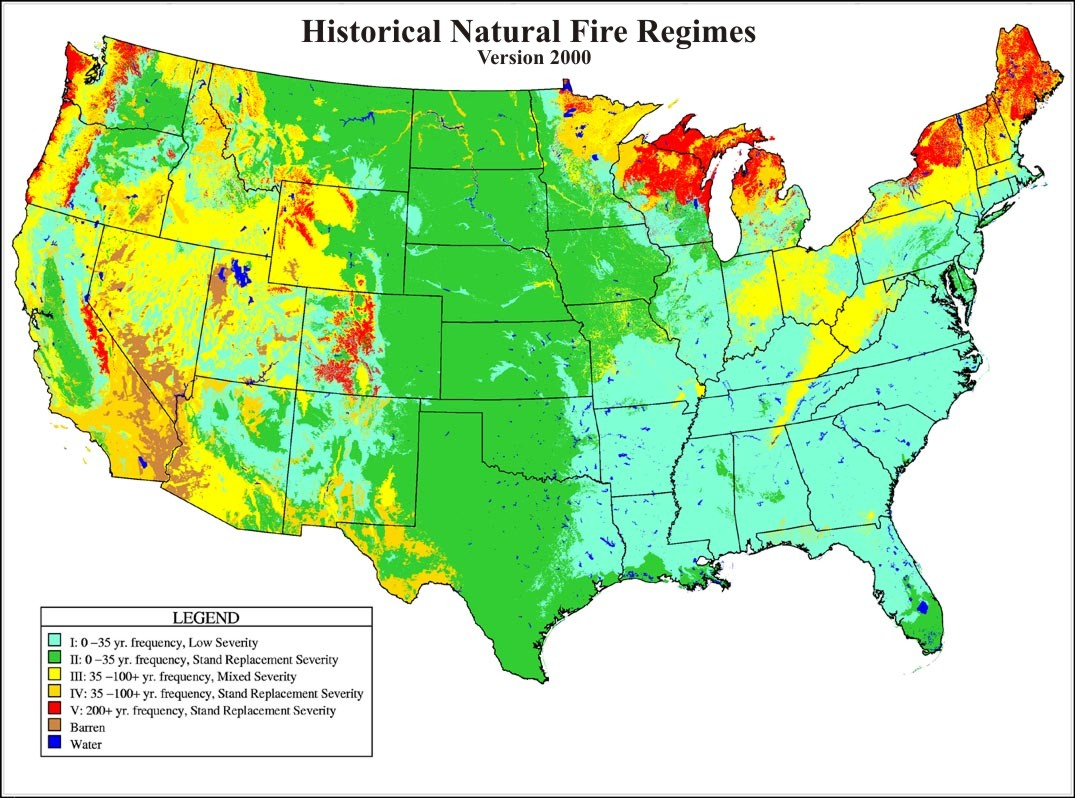 Historical Natural Fire Regimes
Version 2000
LEGEND
I: 0 –35 yr. frequency, Low Severity
II: 0 –35 yr. frequency, Stand Replacement Severity
III: 35 –100+ yr. frequency, Mixed Severity
IV: 35 –100+ yr. frequency, Stand Replacement Severity
V: 200+ yr. frequency, Stand Replacement Severity
Barren
Water